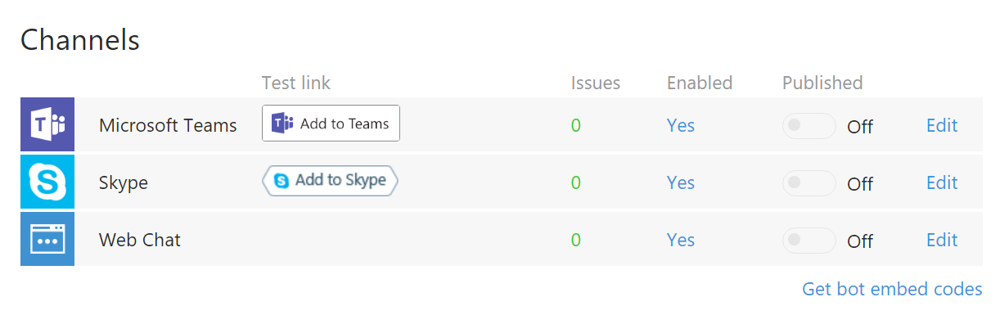 Channels
Test link Issues Enabled Published
Microsoft Teams Add to Teams 0 Yes Off Edit
Skype Add to Skype 0 Yes Off Edit
Web Chat 0 Yes Off Edit
Get bot embed codes